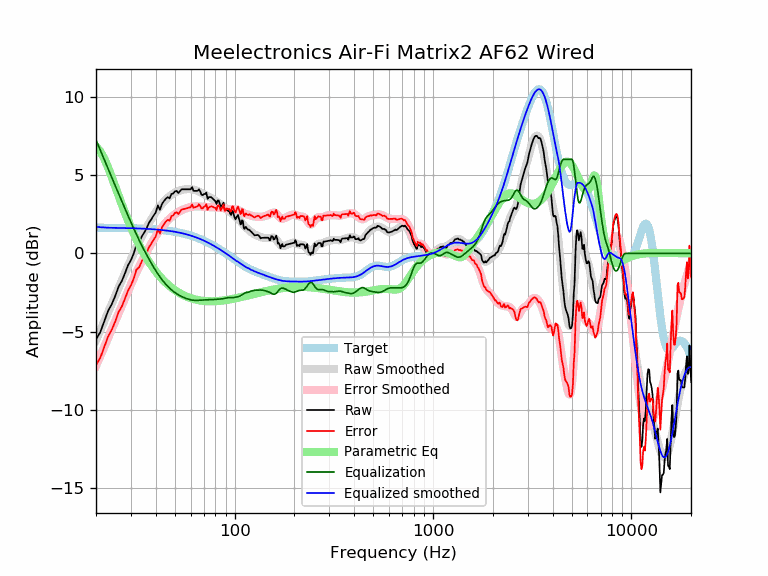 Meelectronics Air-Fi Matrix2 AF62 Wired
Amplitude (dBr)
10
5
0
−5
−10
−15
Target
Raw Smoothed
Error Smoothed
Raw
Error
Parametric Eq
Equalization
Equalized smoothed
100
1000
10000
Frequency (Hz)